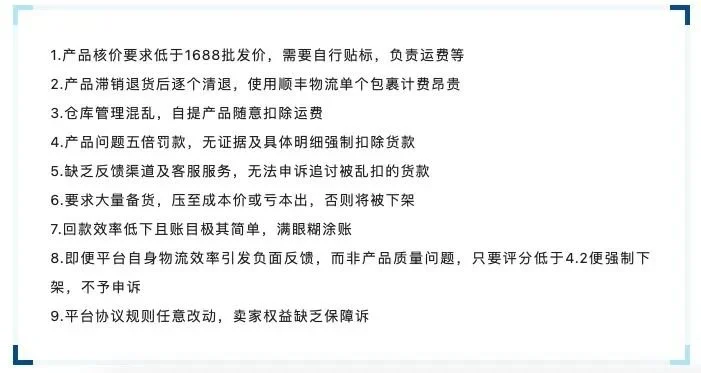 1.产品核价要求低于1688批发价，需要自行贴标，负责运费等
2.产品滞销退货后逐个清退，使用顺丰物流单个包裹计费昂贵
3.仓库管理混乱，自提产品随意扣除运费
4.产品问题五倍罚款，无证据及具体明细强制扣除货款
5.缺乏反馈渠道及客服服务，无法申诉追讨被乱扣的货款
6.要求大量备货，压至成本价或亏本出，否则将被下架
7.回款效率低下且账目极其简单，满眼糊涂账
8.即便平台自身物流效率引发负面反馈，而非产品质量问题，只要评分低于4.2便强制下
架，不予申诉
9.平台协议规则任意改动，卖家权益缺乏保障诉